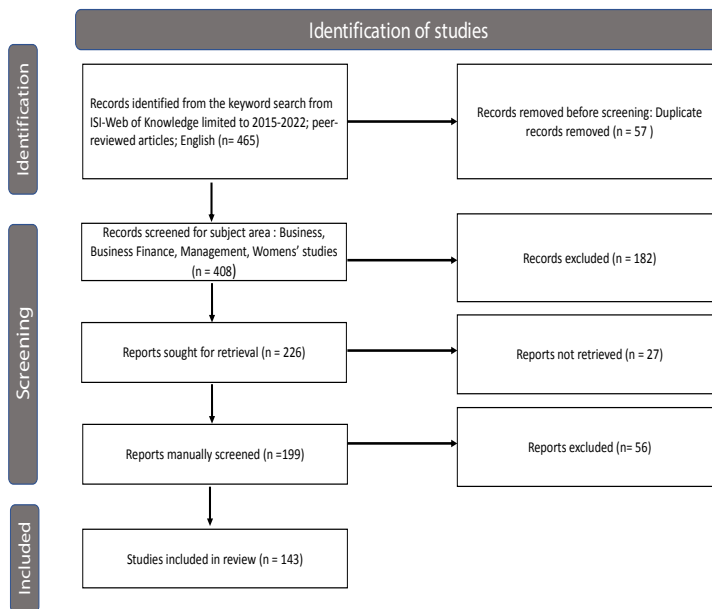 Identification of studies
Identification
Records identified from the keyword search from
ISI-Web of Knowledge limited to 2015-2022; peer-
reviewed articles; English (n= 465)
Records removed before screening: Duplicate
records removed (n = 57 )
Screening
Records screened for subject area : Business,
Business Finance, Management, Womens’ studies
(n = 408)
Records excluded (n = 182)
Reports sought for retrieval (n = 226)
Reports not retrieved (n = 27)
Reports manually screened (n =199)
Reports excluded (n= 56)
Included
Studies included in review (n = 143)